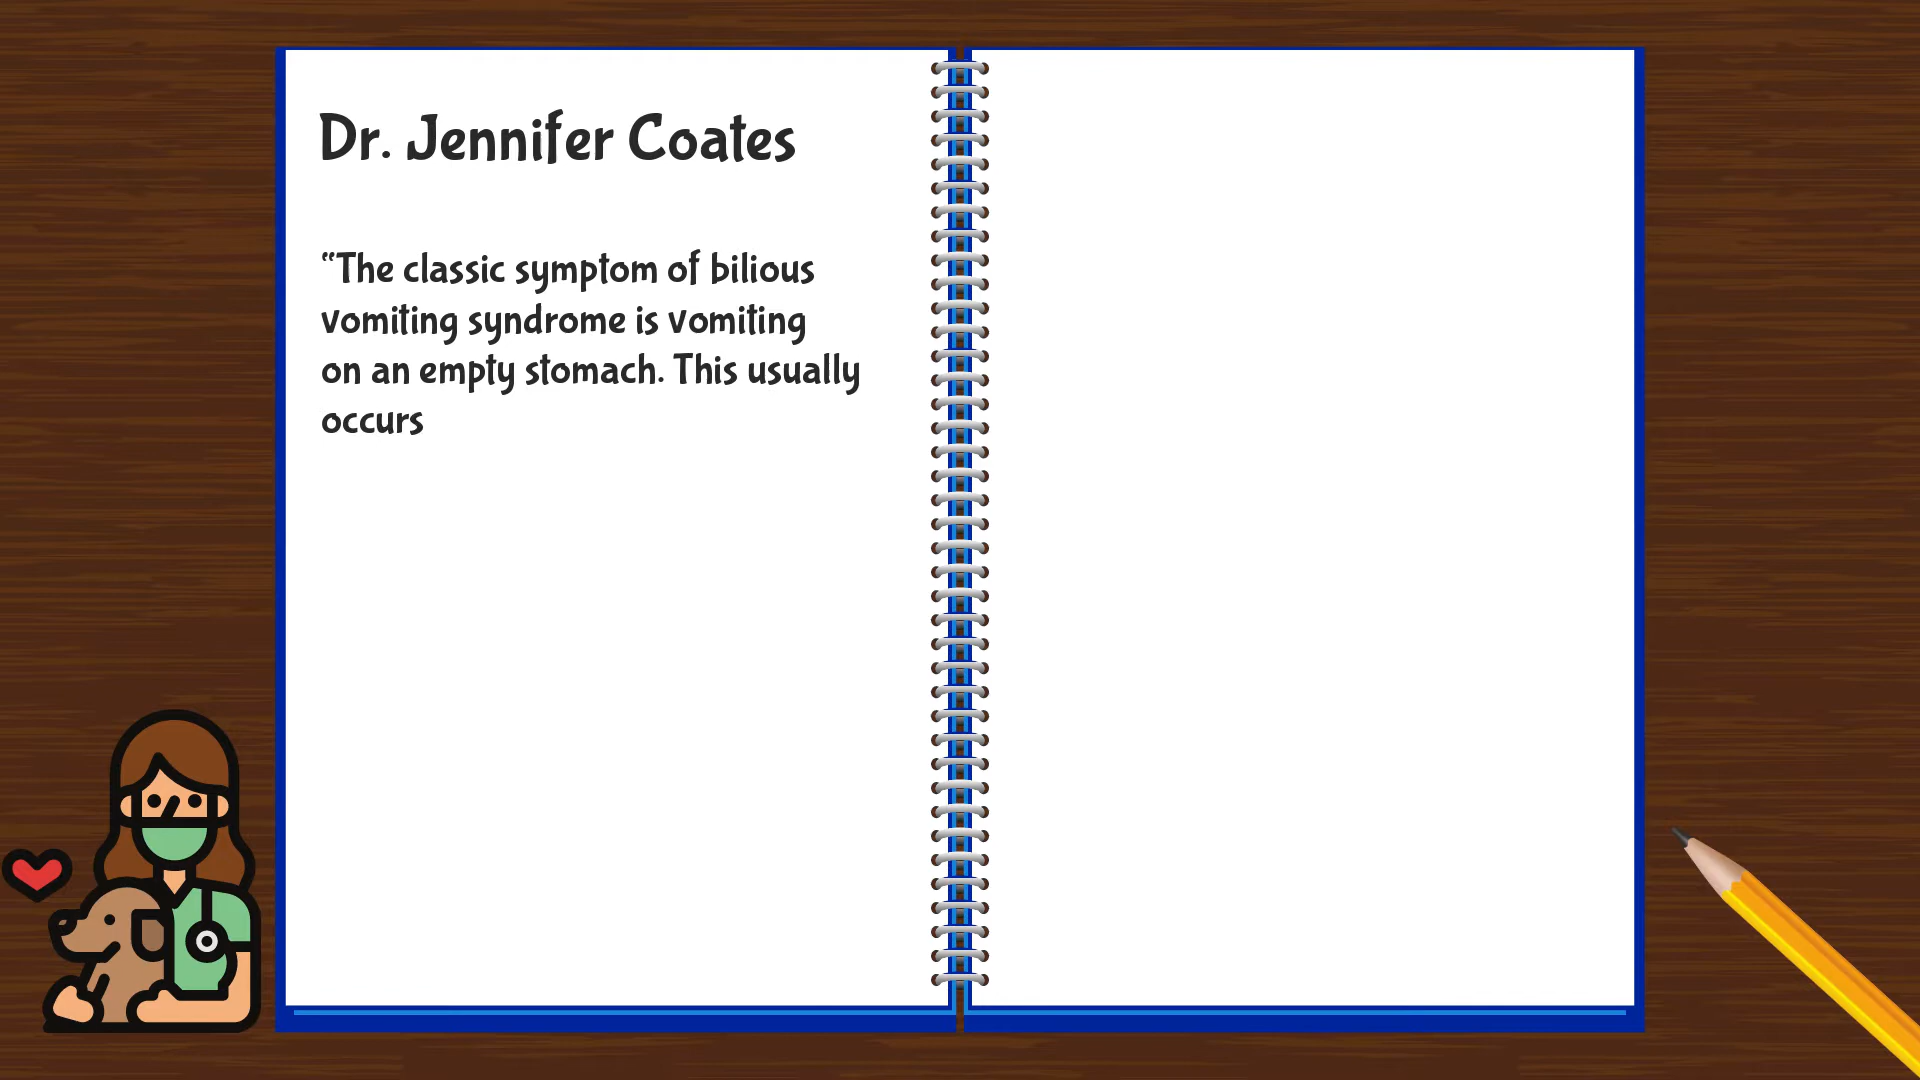 Dr. Jennifer Coates
“The classic symptom of bilious
vomiting syndrome is vomiting
on an empty stomach. This usually
occurs